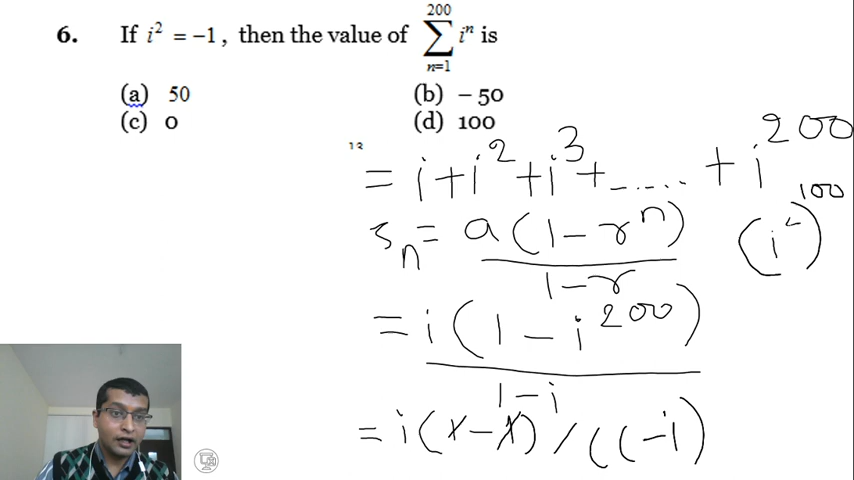 6. If i² = −1, then the value of ∑_{n=1}^{200} iⁿ is
(a) 50 (b) − 50
(c) 0 (d) 100
= i + i² + i³ + ...... + i²⁰⁰
Sₙ = a(1 − rⁿ) / 1 − r (i²)¹⁰⁰
= i(1 − i²⁰⁰) / 1 − i
= i(1 − 1) / (1 − i)